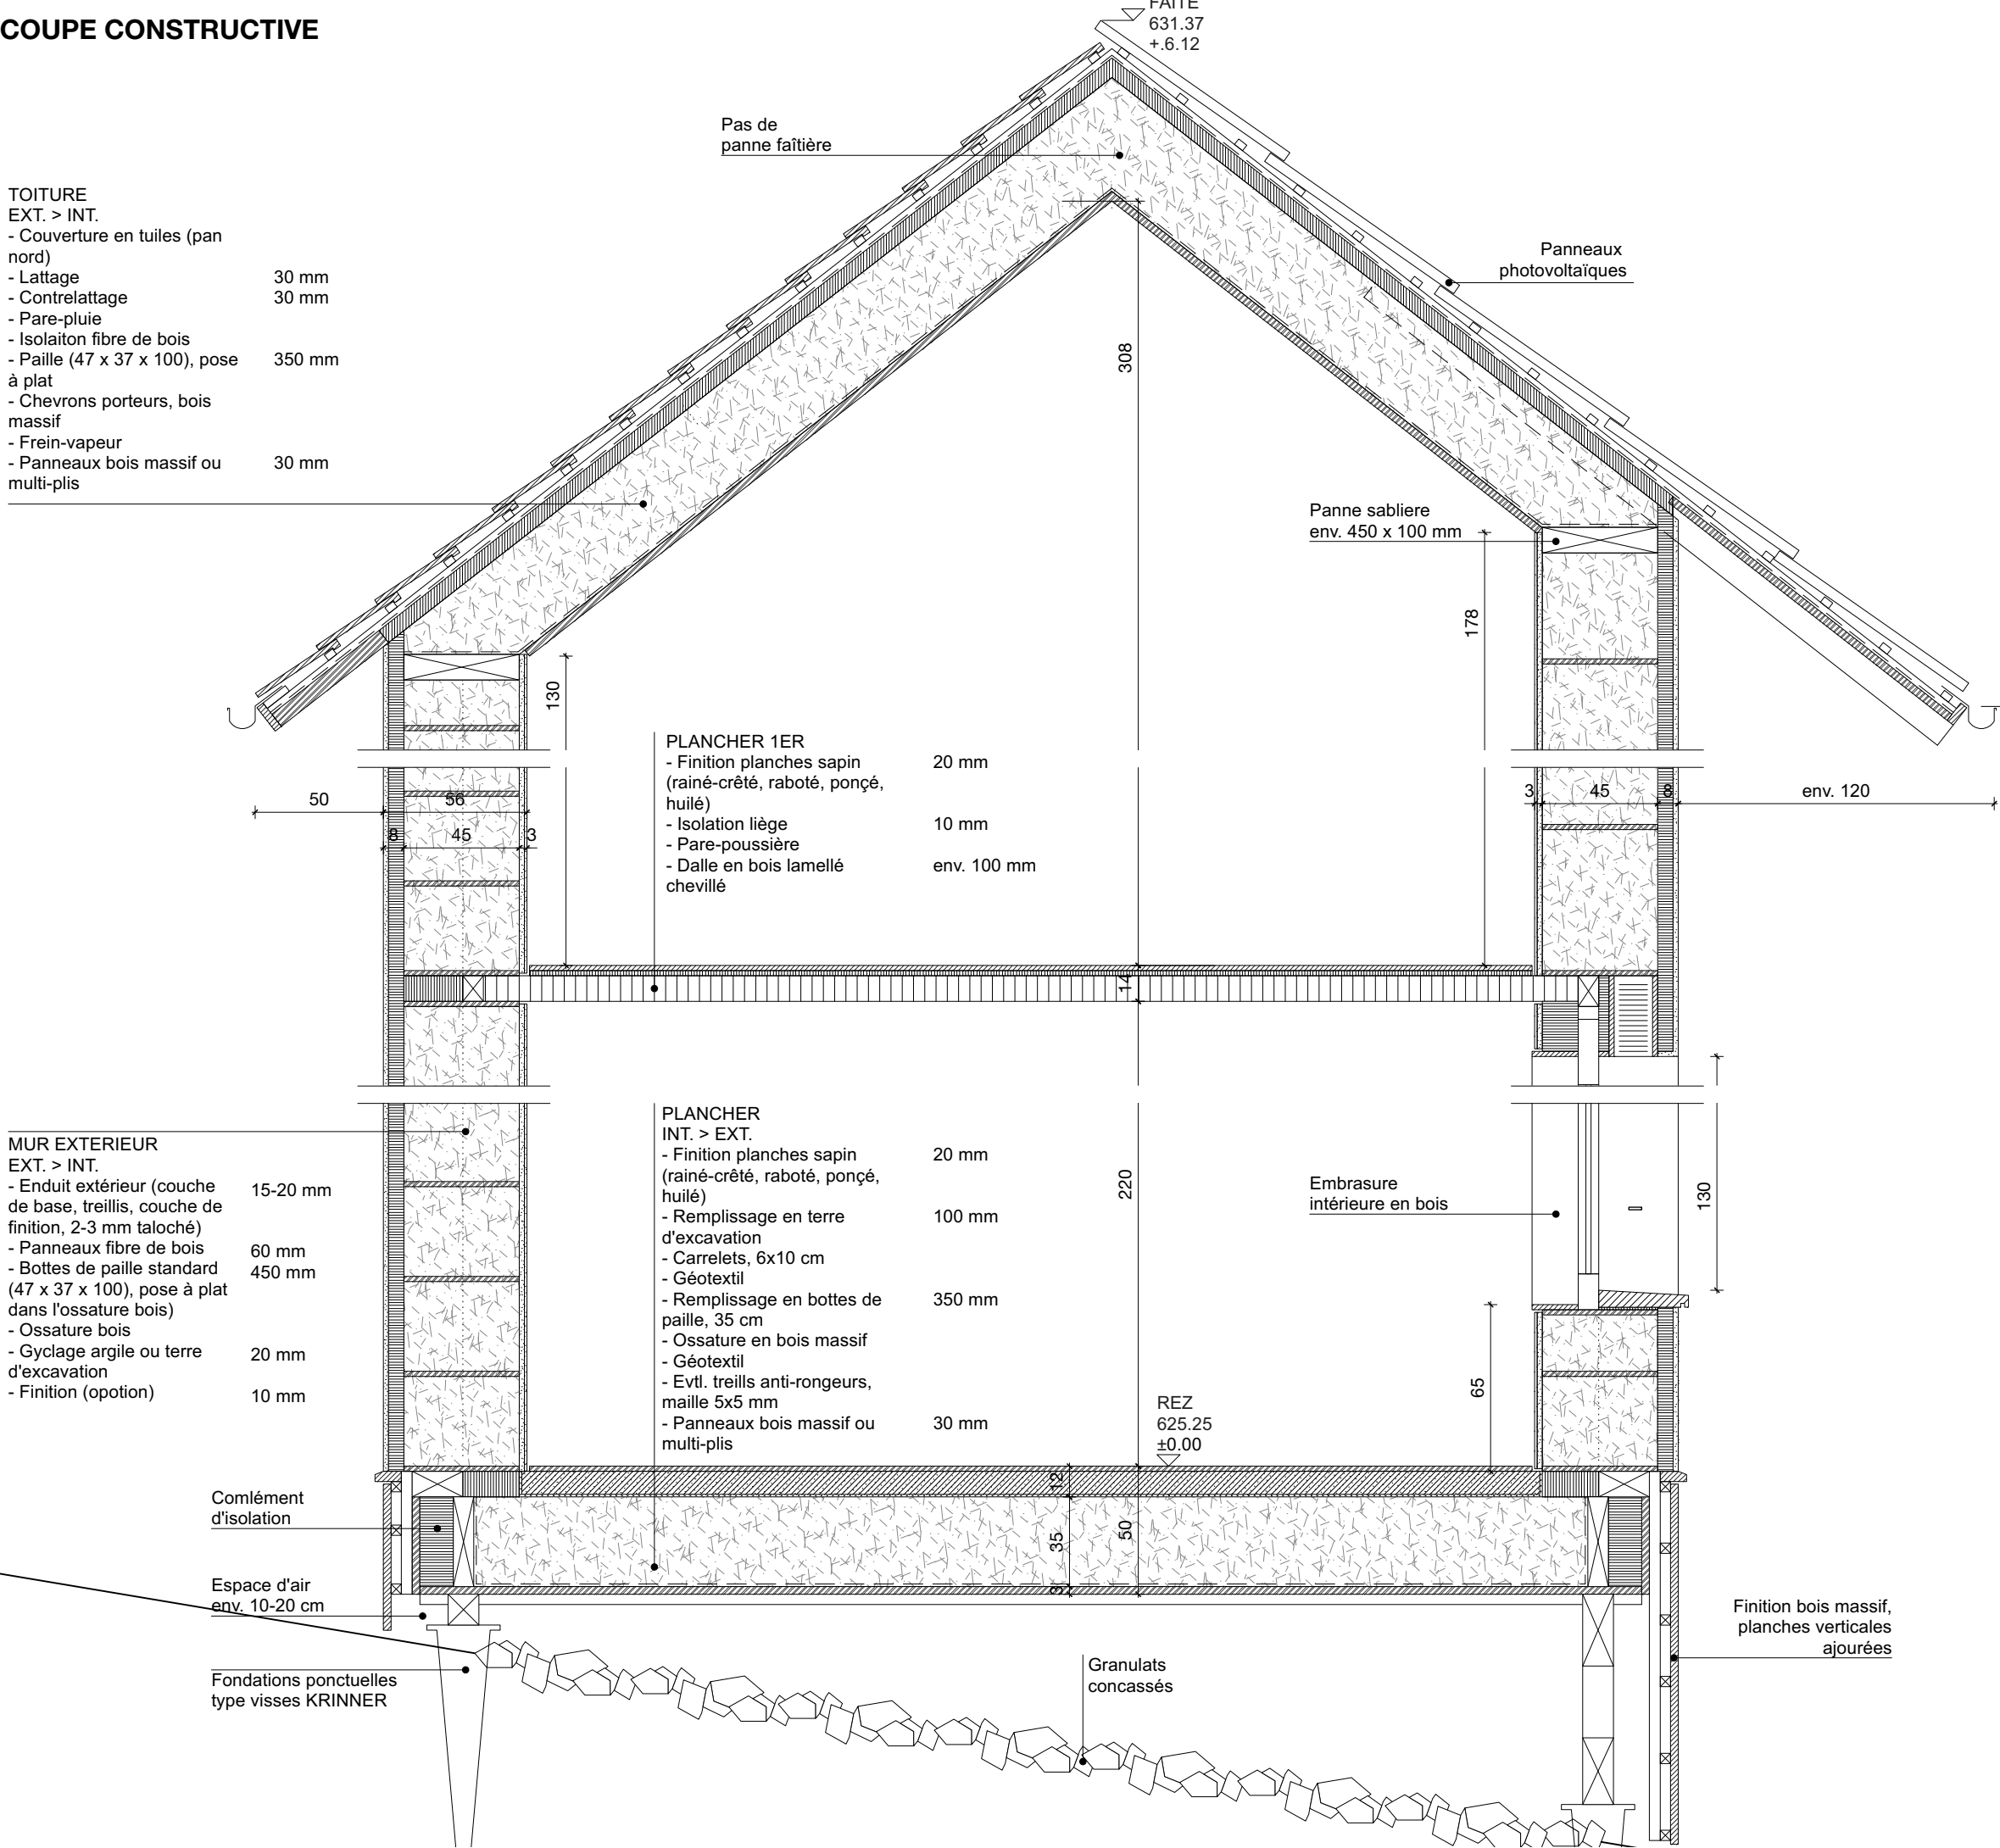 COUPE CONSTRUCTIVE
FAITE
631.37
+.6.12
Pas de
panne faîtière
TOITURE
EXT. > INT.
- Couverture en tuiles (pan
nord)
- Lattage 30 mm
- Contrelattage 30 mm
- Pare-pluie
- Isolaiton fibre de bois
- Paille (47 x 37 x 100), pose 350 mm
à plat
- Chevrons porteurs, bois
massif
- Frein-vapeur
- Panneaux bois massif ou 30 mm
multi-plis
Panneaux
photovoltaïques
308
Panne sabliere
env. 450 x 100 mm
178
130
PLANCHER 1ER
- Finition planches sapin 20 mm
(rainé-crêté, raboté, ponçé,
huilé)
- Isolation liège 10 mm
- Pare-poussière
- Dalle en bois lamellé env. 100 mm
chevillé
50 56
8 45 3
3 45 8 env. 120
14
MUR EXTERIEUR
EXT. > INT.
- Enduit extérieur (couche 15-20 mm
de base, treillis, couche de
finition, 2-3 mm taloché)
- Panneaux fibre de bois 60 mm
- Bottes de paille standard 450 mm
(47 x 37 x 100), pose à plat
dans l'ossature bois)
- Ossature bois
- Gyclage argile ou terre 20 mm
d'excavation
- Finition (opotion) 10 mm
PLANCHER
INT. > EXT.
- Finition planches sapin 20 mm
(rainé-crêté, raboté, ponçé,
huilé)
- Remplissage en terre 100 mm
d'excavation
- Carrelets, 6x10 cm
- Géotextil
- Remplissage en bottes de 350 mm
paille, 35 cm
- Ossature en bois massif
- Géotextil
- Evtl. treills anti-rongeurs,
maille 5x5 mm
- Panneaux bois massif ou 30 mm
multi-plis
220
Embrasure
intérieure en bois
130
65
REZ
625.25
±0.00
12
35
3
50
Comlément
d'isolation
Espace d'air
env. 10-20 cm
Fondations ponctuelles
type visses KRINNER
Granulats
concassés
Finition bois massif,
planches verticales
ajourées